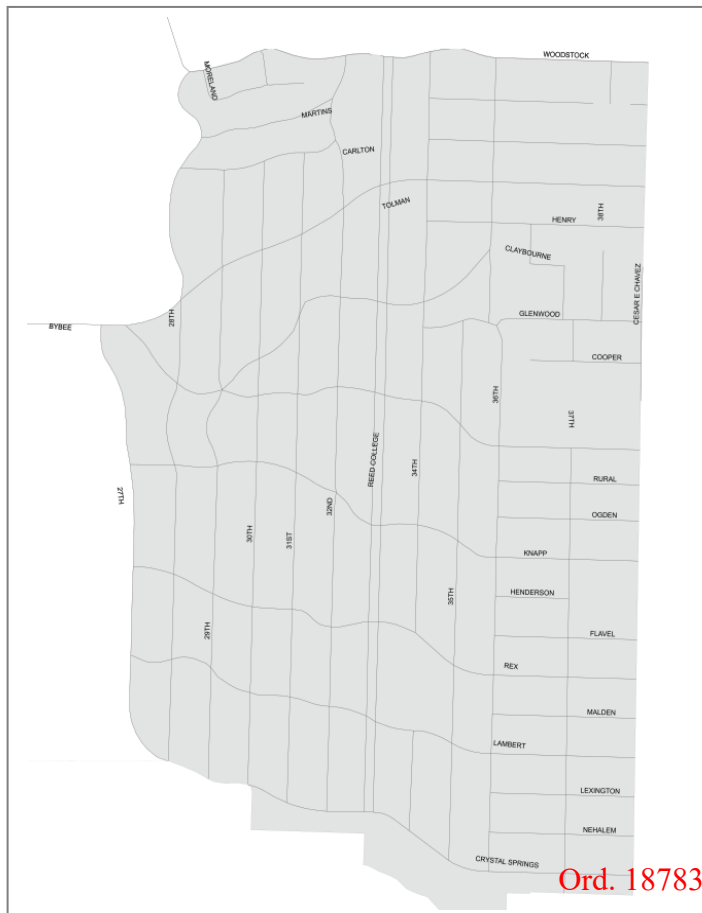 WOODSTOCK
MORELAND
MARTINS
CARLTON
TOLMAN
38TH
HENRY
CLAYBOURNE
CESAR E CHAVEZ
28TH
GLENWOOD
BYBEE
COOPER
36TH
37TH
REED COLLEGE
34TH
RURAL
27TH
32ND
OGDEN
30TH
31ST
KNAPP
35TH
HENDERSON
29TH
FLAVEL
REX
MALDEN
LAMBERT
LEXINGTON
NEHALEM
CRYSTAL SPRINGS
Ord. 18783